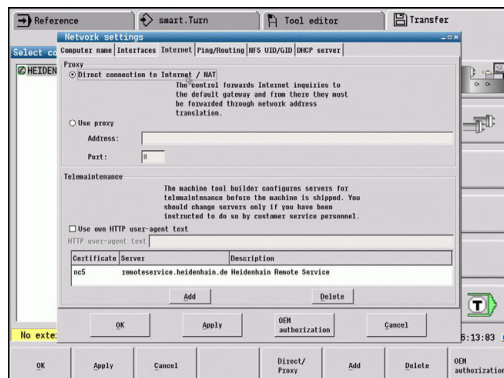 Reference smart.Turn Tool editor Transfer
Network settings
Select co
Computer name Interfaces Internet Ping/Routing NFS UID/GID DHCP server
HEIDEN
Proxy
Direct connection to Internet / NAT
The control forwards Internet inquiries to
the default gateway and from there they must
be forwarded through network address
translation.
Use proxy
Address:
Port: 0
Telemaintenance
The machine tool builder configures servers for
telemaintenance before the machine is shipped. You
should change servers only if you have been
instructed to do so by customer service personnel.
Use own HTTP user-agent text
HTTP user-agent text
Certificate Server Description
nc5 remoteservice.heidenhain.de Heidenhain Remote Service
Add Delete
OK Apply OEM authorization Cancel
T
No exte
5:13:03
OK Apply Cancel Direct/ Proxy Add Delete OEM authorization